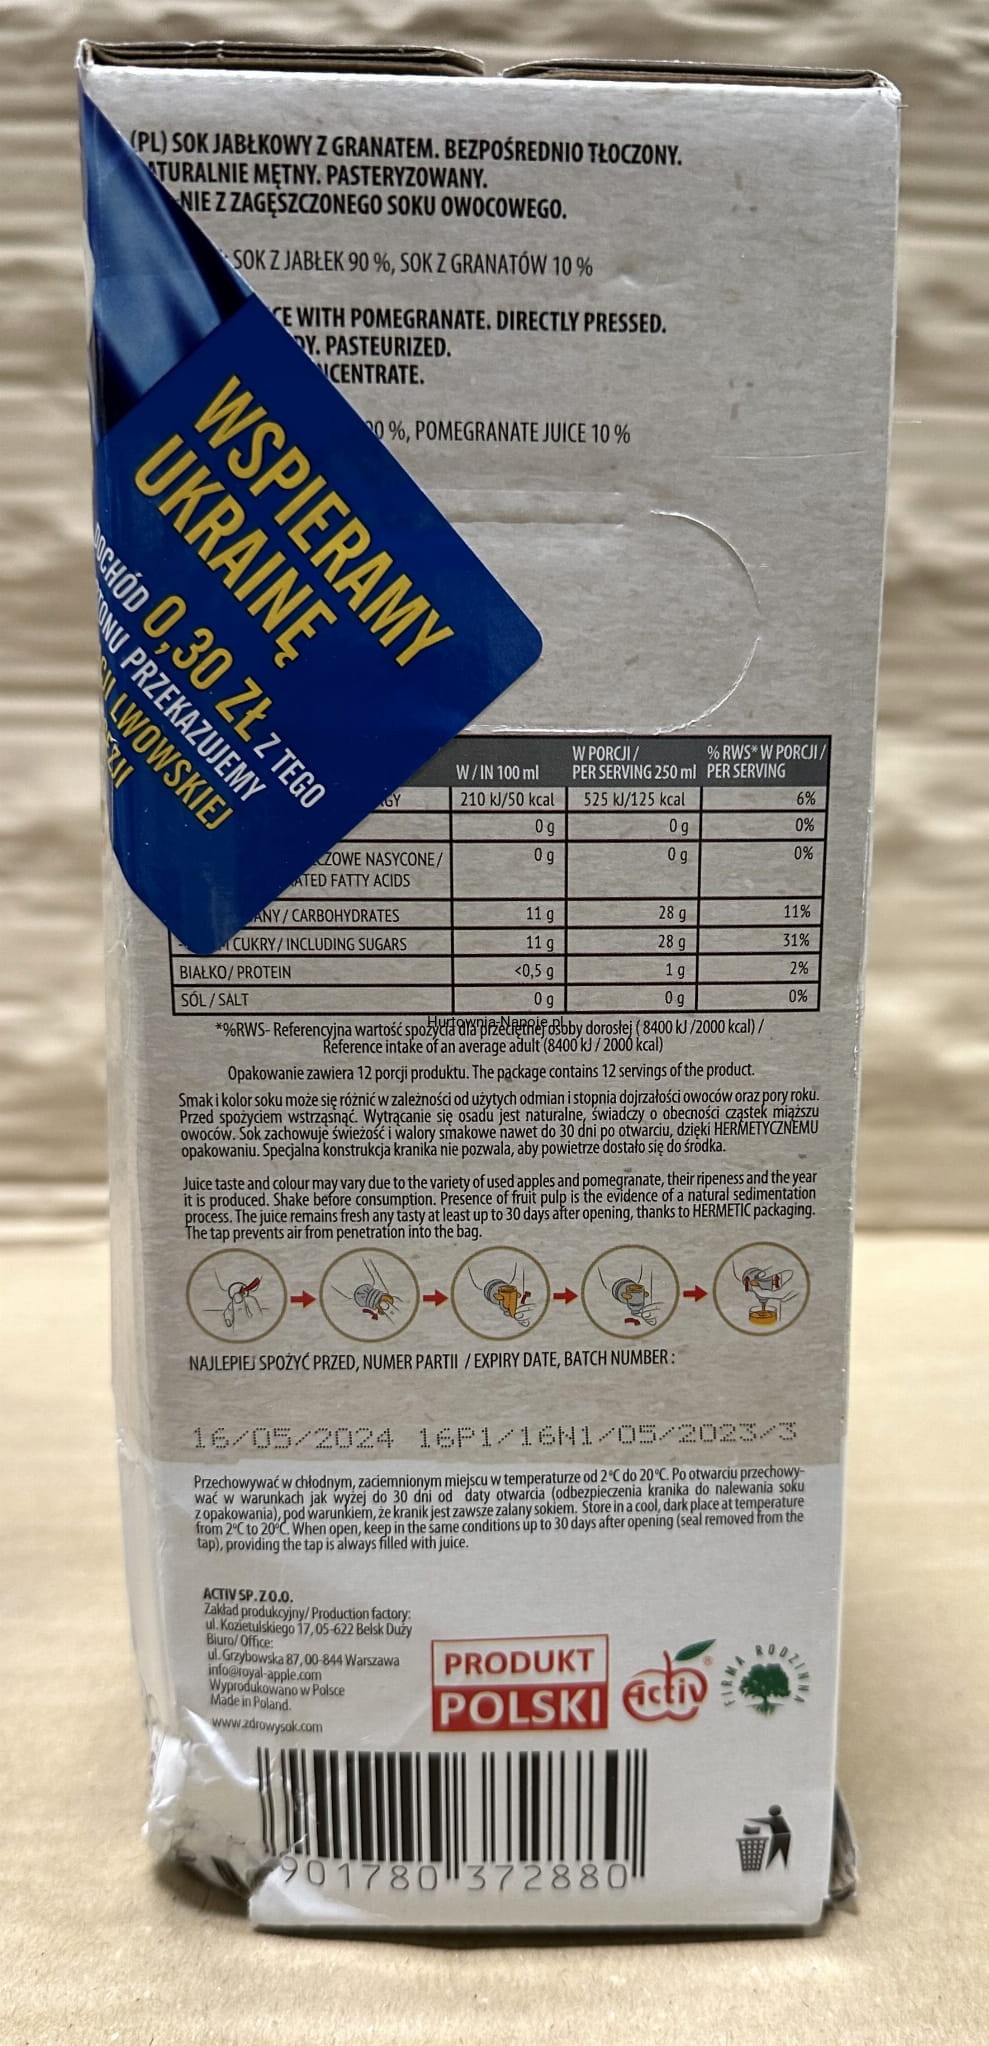 (PL) SOK JABŁKOWY Z GRANATEM. BEZPOŚREDNIO TŁOCZONY.
ATURALNIE MĘTNY. PASTERYZOWANY.
NIE Z ZAGĘSZCZONEGO SOKU OWOCOWEGO.
SOK Z JABŁEK 90 %, SOK Z GRANATÓW 10 %
CE WITH POMEGRANATE. DIRECTLY PRESSED.
DY. PASTEURIZED.
NCENTRATE.
90 %, POMEGRANATE JUICE 10 %
WSPIERAMY
UKRAINĘ
DOCHÓD 0,30 ZŁ Z TEGO
TONU PRZEKAZUJEMY
LWOWSKIEJ
W / IN 100 ml W PORCJI / PER SERVING 250 ml % RWS* W PORCJI / PER SERVING
GY 210 kJ/50 kcal 525 kJ/125 kcal 6%
0 g 0 g 0%
CZOWE NASYCONE / 0 g 0 g 0%
ATED FATTY ACIDS
ANY / CARBOHYDRATES 11 g 28 g 11%
CUKRY / INCLUDING SUGARS 11 g 28 g 31%
BIAŁKO / PROTEIN <0,5 g 1 g 2%
SÓL / SALT 0 g 0 g 0%
Hurtownia-Napoje.pl
*%RWS- Referencyjna wartość spożycia dla przeciętnej osoby dorosłej ( 8400 kJ /2000 kcal) /
Reference intake of an average adult (8400 kJ / 2000 kcal)
Opakowanie zawiera 12 porcji produktu. The package contains 12 servings of the product.
Smak i kolor soku może się różnić w zależności od użytych odmian i stopnia dojrzałości owoców oraz pory roku.
Przed spożyciem wstrząsnąć. Wytrącanie się osadu jest naturalne, świadczy o obecności cząstek miąższu
owoców. Sok zachowuje świeżość i walory smakowe nawet do 30 dni po otwarciu, dzięki HERMETYCZNEMU
opakowaniu. Specjalna konstrukcja kranika nie pozwala, aby powietrze dostało się do środka.
Juice taste and colour may vary due to the variety of used apples and pomegranate, their ripeness and the year
it is produced. Shake before consumption. Presence of fruit pulp is the evidence of a natural sedimentation
process. The juice remains fresh any tasty at least up to 30 days after opening, thanks to HERMETIC packaging.
The tap prevents air from penetration into the bag.
NAJLEPIEJ SPOŻYĆ PRZED, NUMER PARTII / EXPIRY DATE, BATCH NUMBER :
16/05/2024 16P1/16N1/05/2023/3
Przechowywać w chłodnym, zaciemnionym miejscu w temperaturze od 2°C do 20°C. Po otwarciu przechowy-
wać w warunkach jak wyżej do 30 dni od daty otwarcia (odbezpieczenia kranika do nalewania soku
z opakowania), pod warunkiem, że kranik jest zawsze zalany sokiem. Store in a cool, dark place at temperature
from 2°C to 20°C. When open, keep in the same conditions up to 30 days after opening (seal removed from the
tap), providing the tap is always filled with juice.
ACTIV SP. Z O.O.
Zakład produkcyjny/ Production factory:
ul. Kozietulskiego 17, 05-622 Belsk Duży
Biuro/ Office:
ul. Grzybowska 87, 00-844 Warszawa
info@royal-apple.com
Wyprodukowano w Polsce
Made in Poland.
www.zdrowysok.com
PRODUKT
POLSKI
Activ®
FIRMA RODZINNA
901780 372880